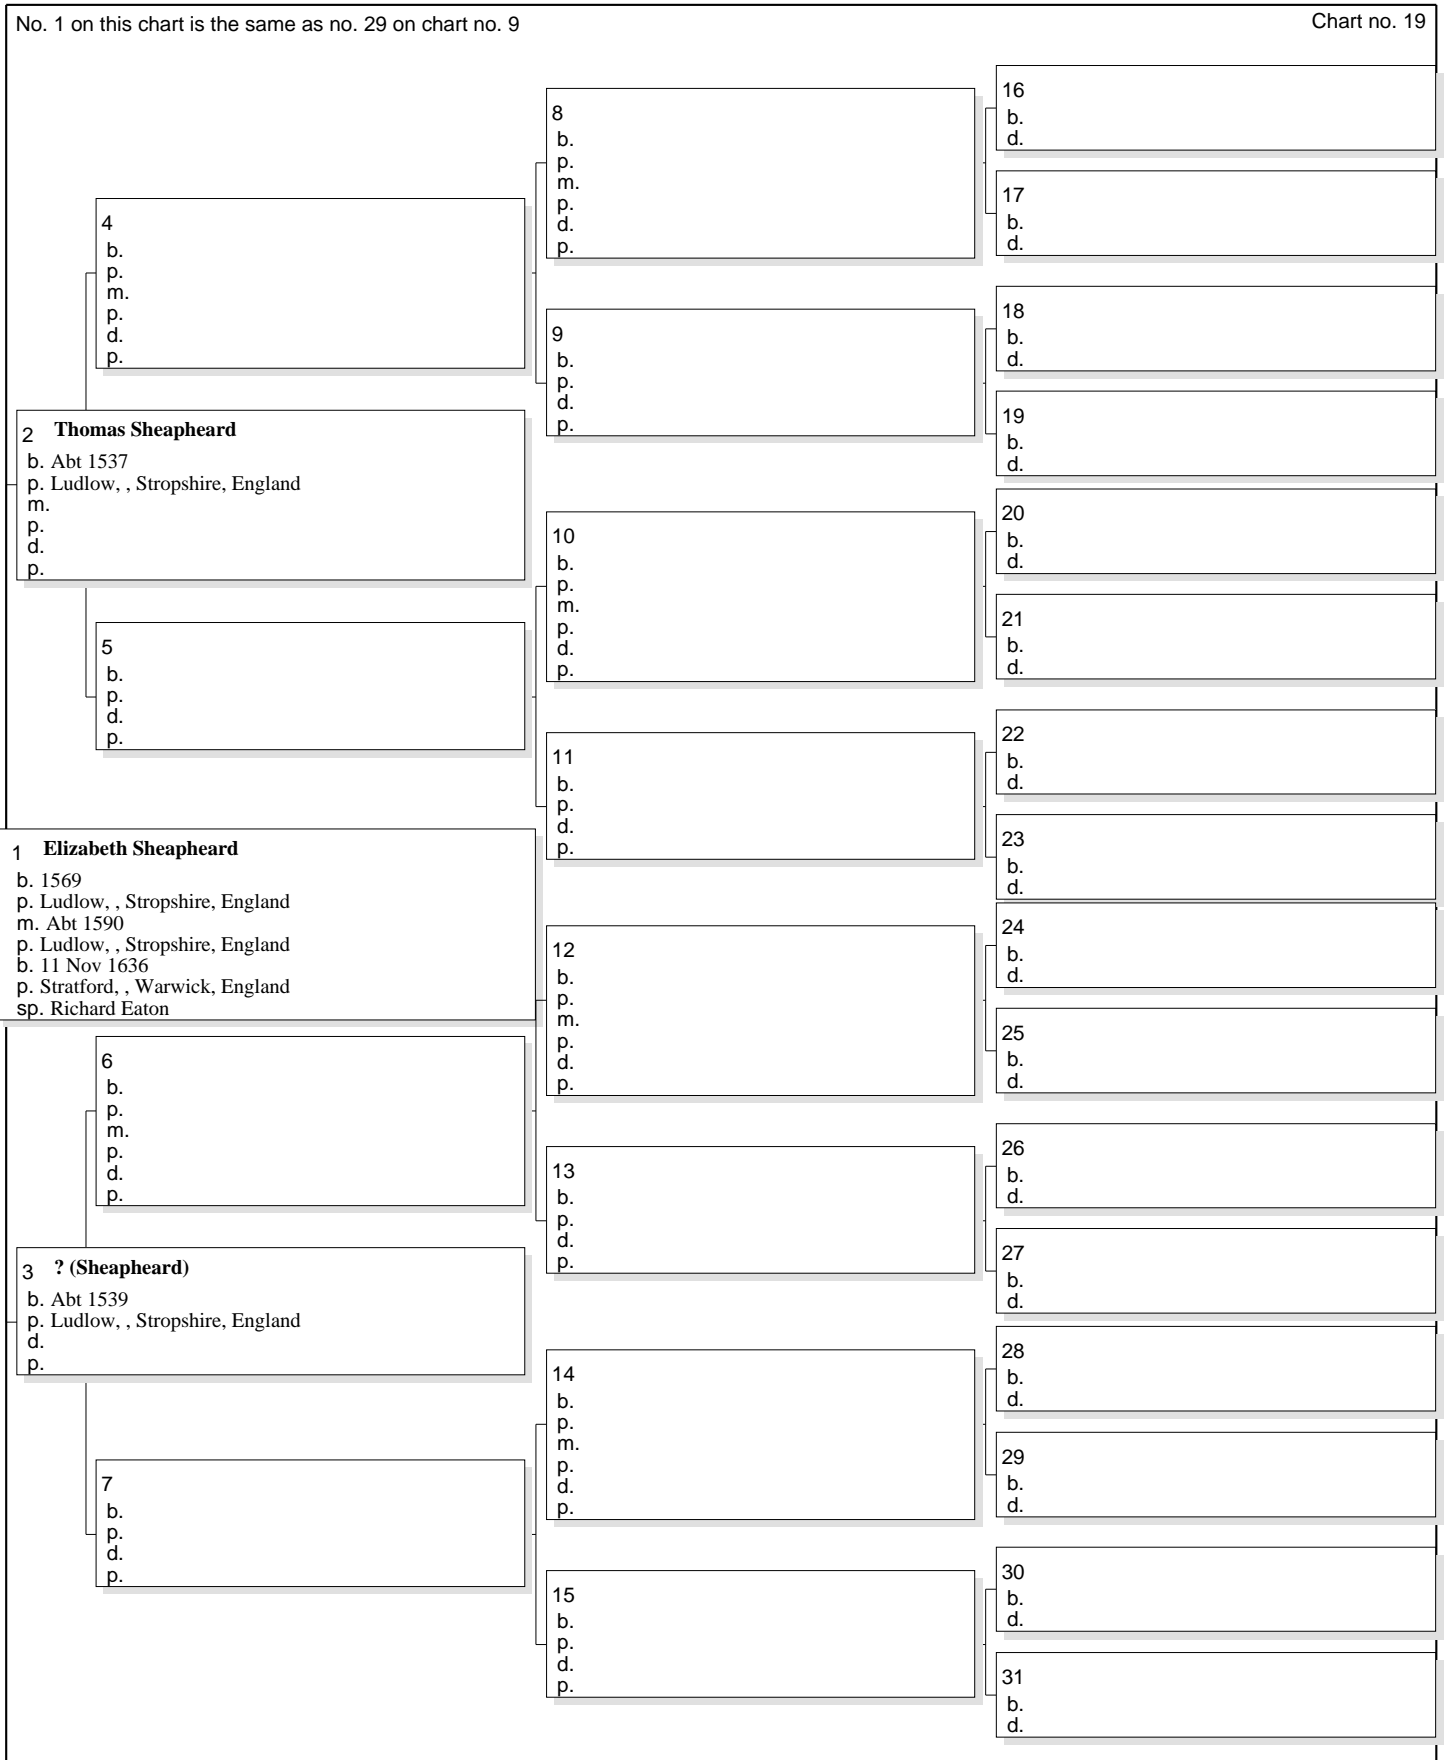 No. 1 on this chart is the same as no. 29 on chart no. 9
Chart no. 19
4
b.
p.
m.
p.
d.
p.
2 Thomas Sheapheard
b. Abt 1537
p. Ludlow, , Stropshire, England
m.
p.
d.
p.
5
b.
p.
d.
p.
1 Elizabeth Sheapheard
b. 1569
p. Ludlow, , Stropshire, England
m. Abt 1590
p. Ludlow, , Stropshire, England
b. 11 Nov 1636
p. Stratford, , Warwick, England
sp. Richard Eaton
6
b.
p.
m.
p.
d.
p.
3 ? (Sheapheard)
b. Abt 1539
p. Ludlow, , Stropshire, England
d.
p.
7
b.
p.
d.
p.
8
b.
p.
m.
p.
d.
p.
9
b.
p.
d.
p.
10
b.
p.
m.
p.
d.
p.
11
b.
p.
d.
p.
12
b.
p.
m.
p.
d.
p.
13
b.
p.
d.
p.
14
b.
p.
m.
p.
d.
p.
15
b.
p.
d.
p.
16
b.
d.
17
b.
d.
18
b.
d.
19
b.
d.
20
b.
d.
21
b.
d.
22
b.
d.
23
b.
d.
24
b.
d.
25
b.
d.
26
b.
d.
27
b.
d.
28
b.
d.
29
b.
d.
30
b.
d.
31
b.
d.